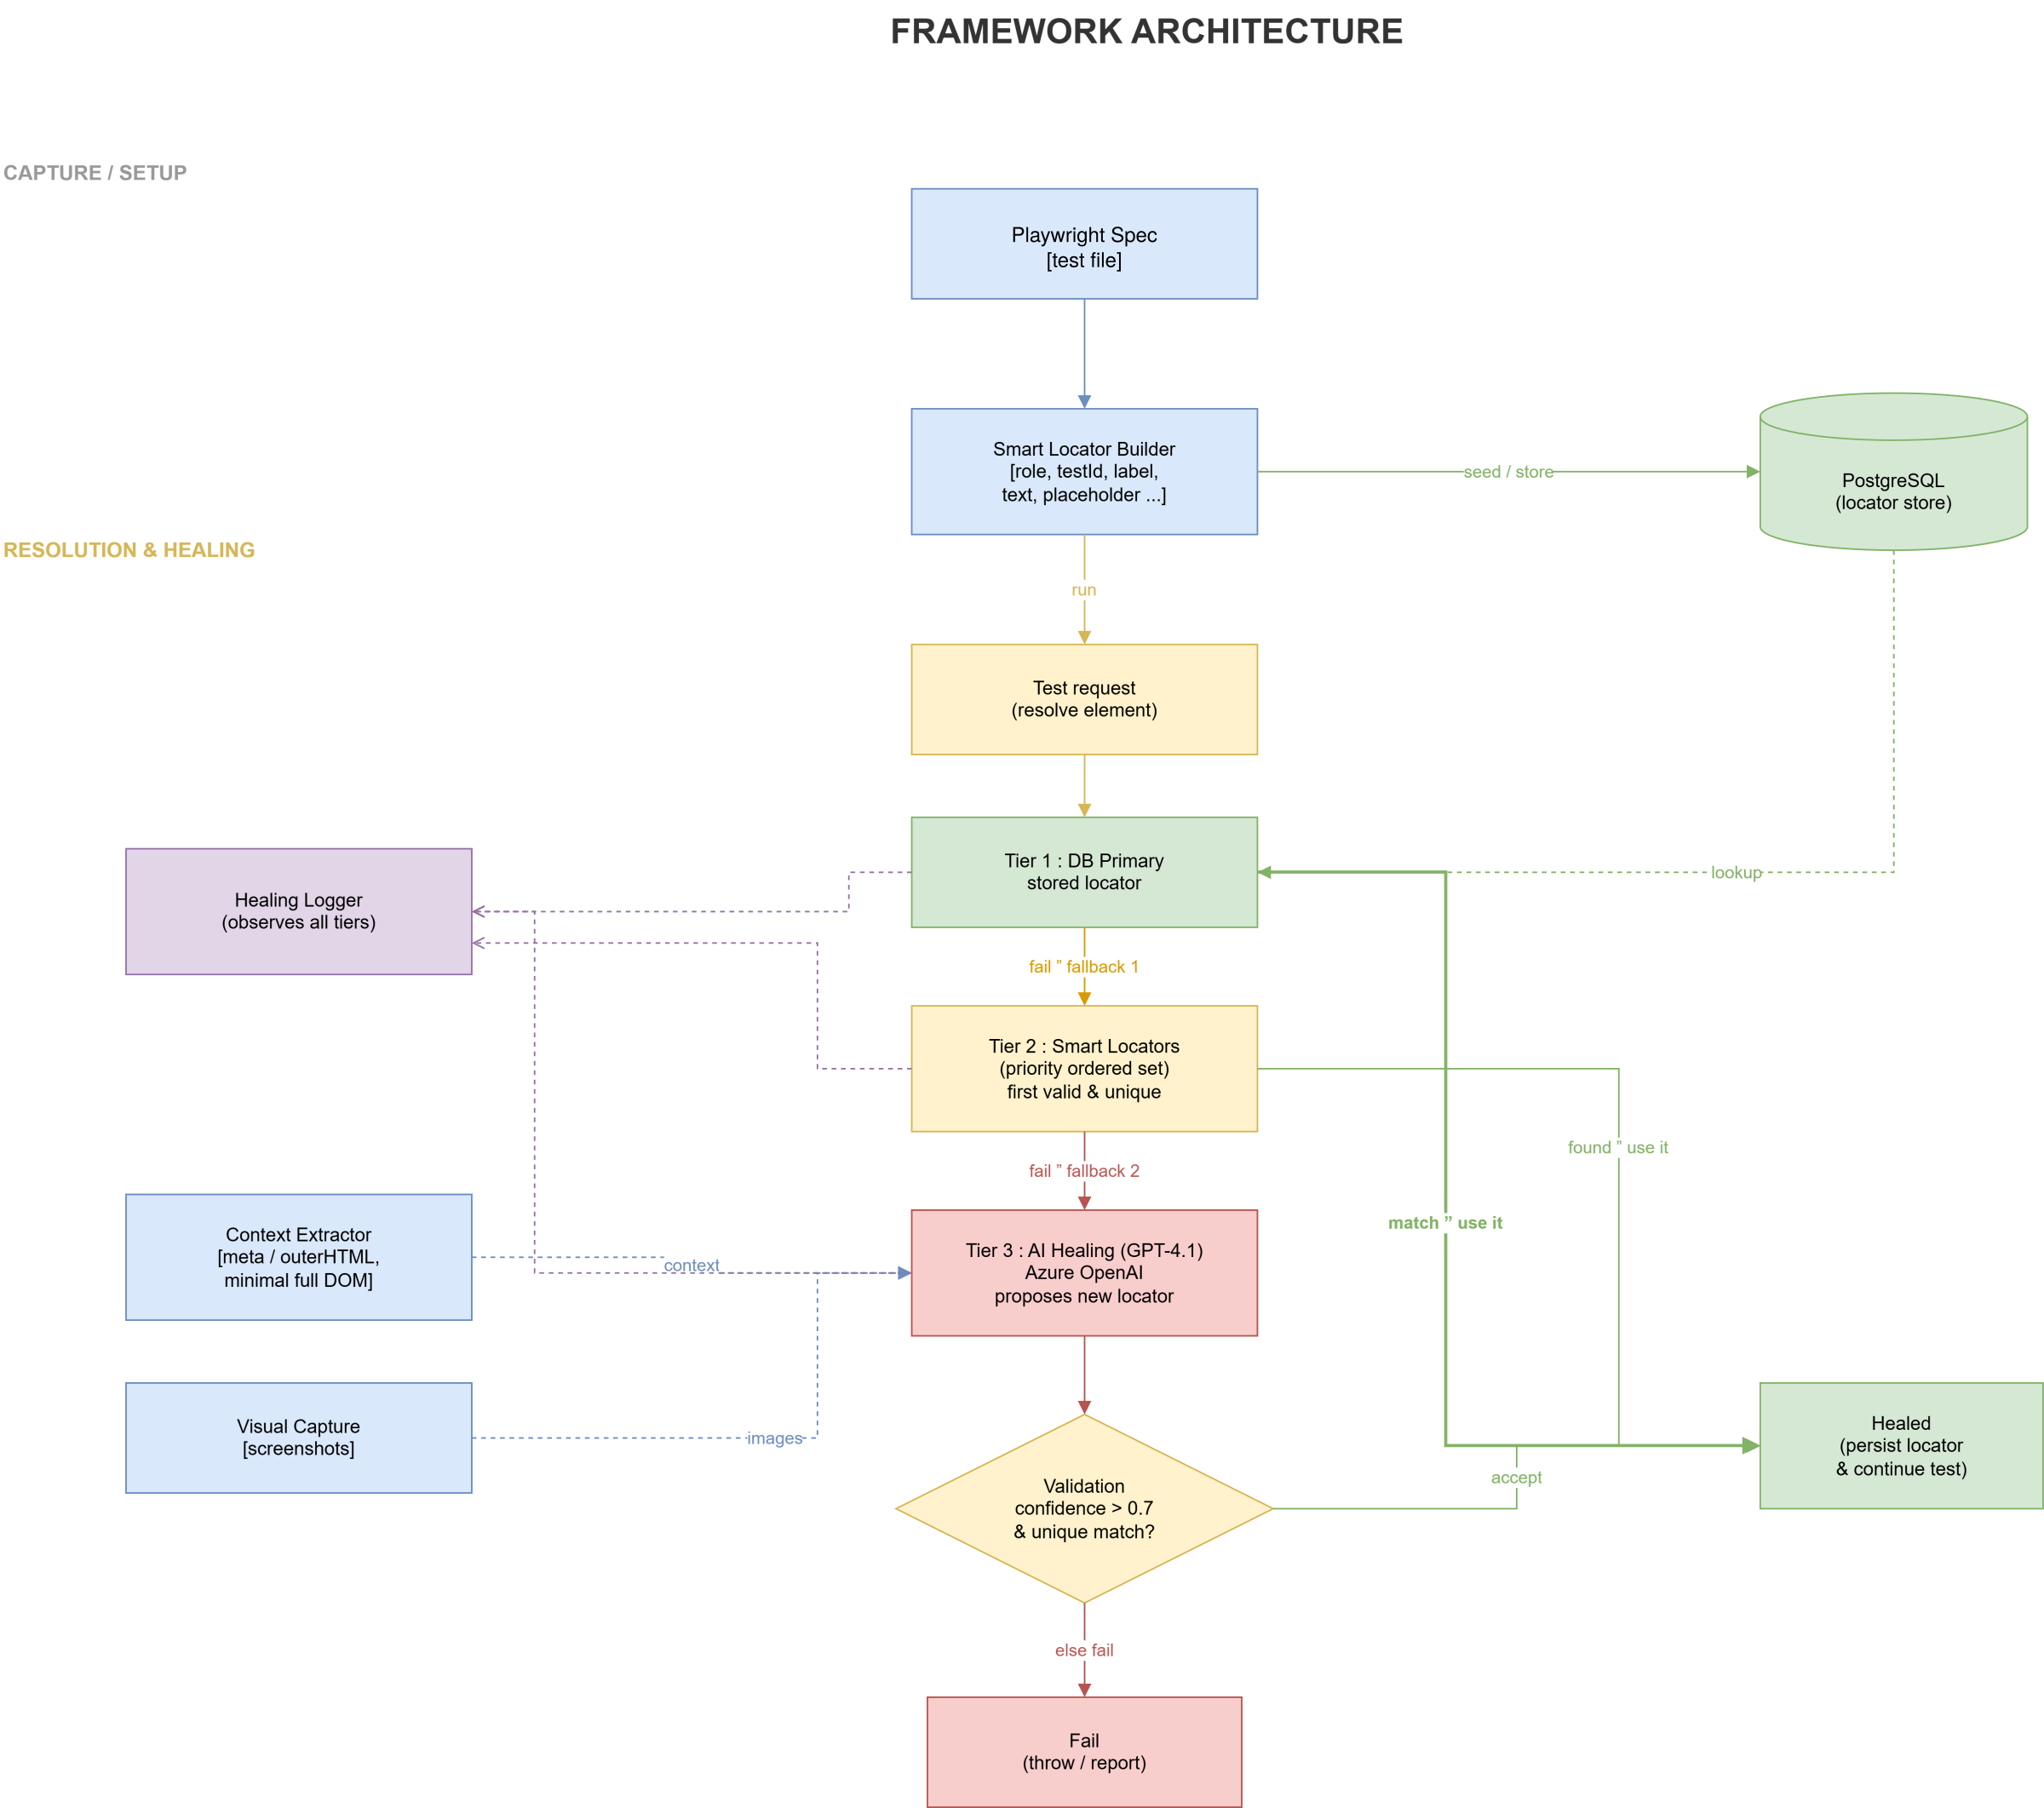 FRAMEWORK ARCHITECTURE
CAPTURE / SETUP
Playwright Spec
[test file]
Smart Locator Builder
[role, testId, label,
text, placeholder ...]
seed / store
PostgreSQL
(locator store)
RESOLUTION & HEALING
run
Test request
(resolve element)
Tier 1 : DB Primary
stored locator
lookup
Healing Logger
(observes all tiers)
fail ” fallback 1
Tier 2 : Smart Locators
(priority ordered set)
first valid & unique
found ” use it
fail ” fallback 2
match ” use it
Context Extractor
[meta / outerHTML,
minimal full DOM]
context
Tier 3 : AI Healing (GPT-4.1)
Azure OpenAI
proposes new locator
Visual Capture
[screenshots]
images
Healed
(persist locator
& continue test)
accept
Validation
confidence > 0.7
& unique match?
else fail
Fail
(throw / report)